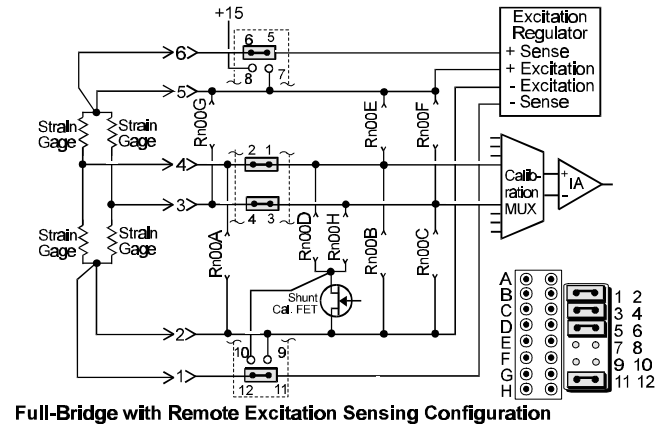 +15
6
5
8
7
Excitation
Regulator
+ Sense
+ Excitation
- Excitation
- Sense
6
5
Rn00G
Rn00E
Rn00F
Strain
Gage
Strain
Gage
4
2 1
Calib-
ration
MUX
+
-
IA
3
4 3
Rn00D
Rn00H
Rn00A
Rn00B
Rn00C
Strain
Gage
Strain
Gage
Shunt
Cal. FET
2
10
9
1
12
11
A
B
C
D
E
F
G
H
1 2
3 4
5 6
7 8
9 10
11 12
Full-Bridge with Remote Excitation Sensing Configuration